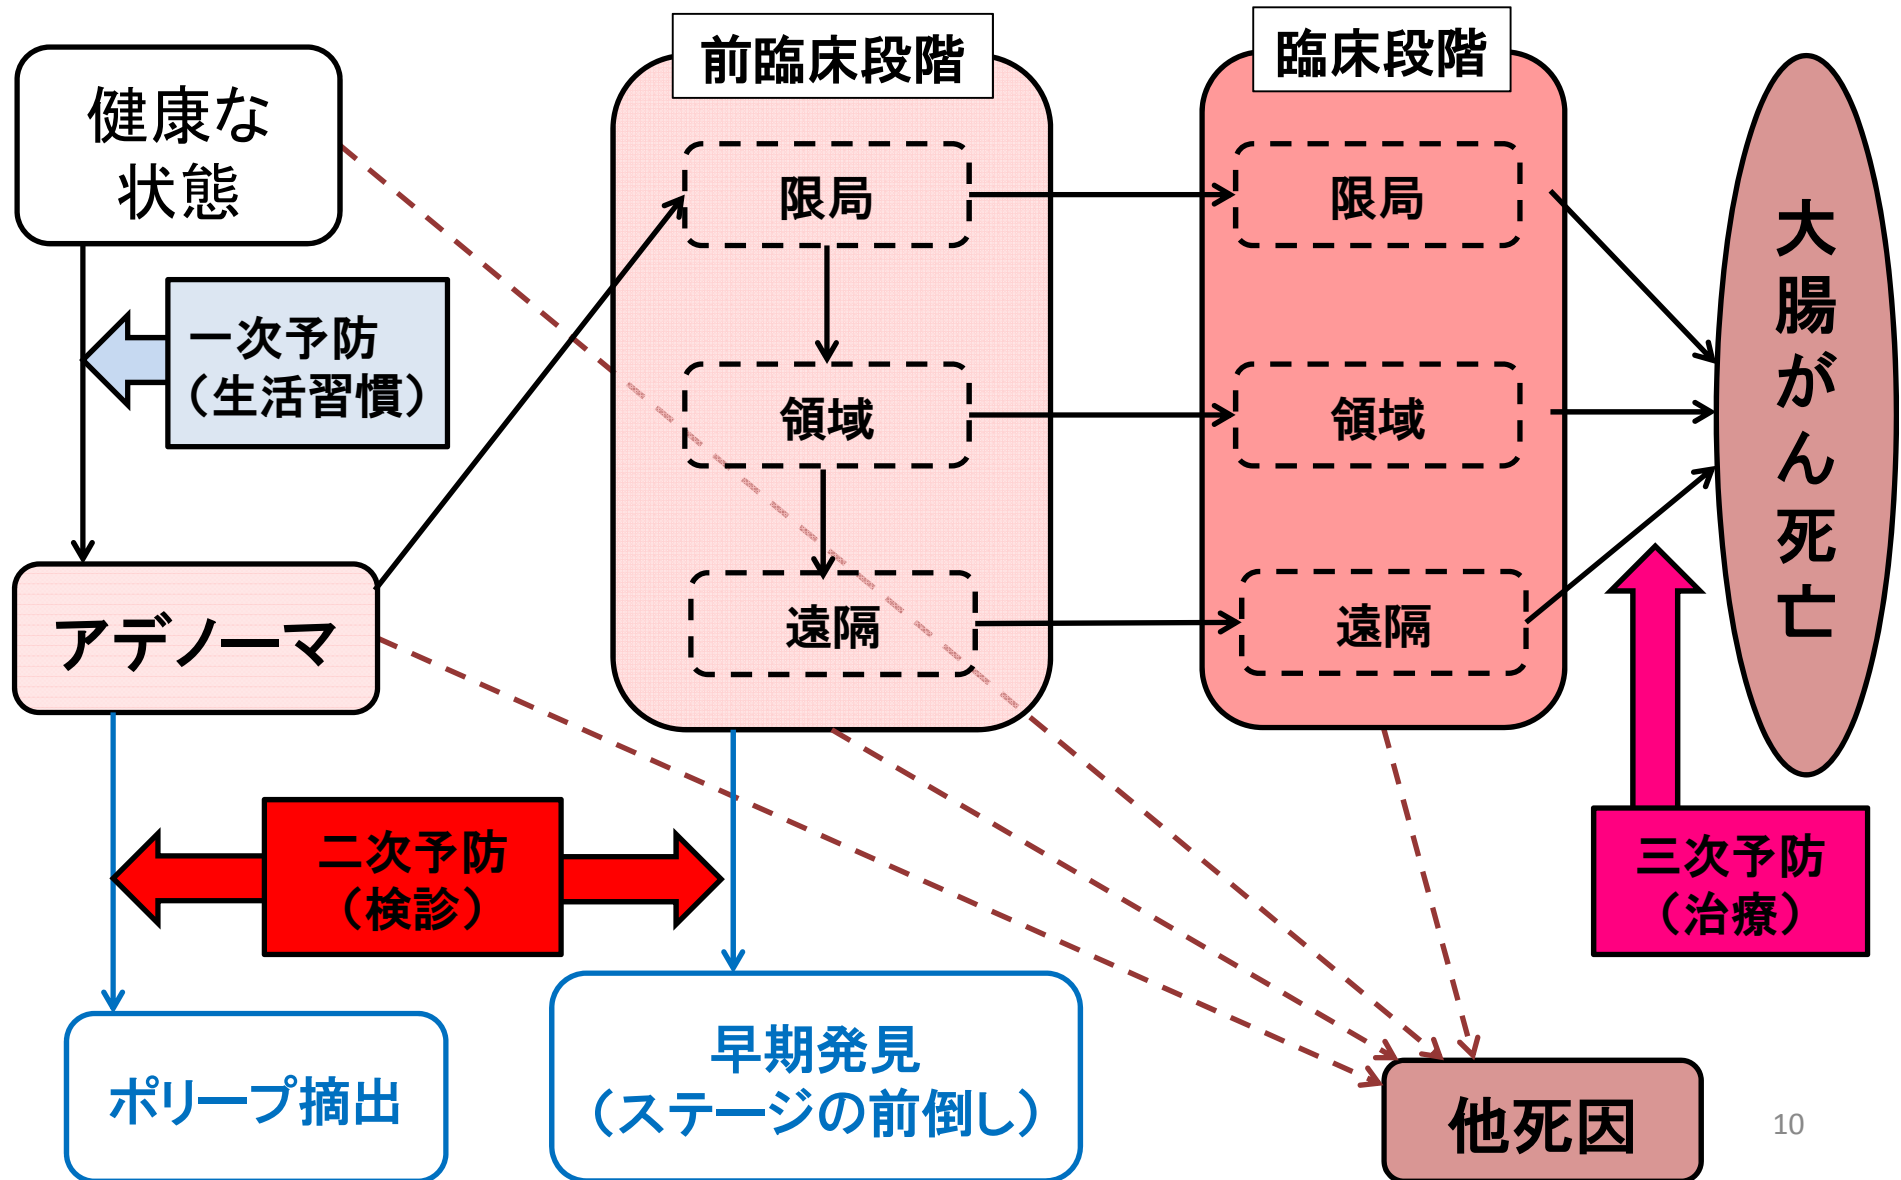 健康な
状態
一次予防
（生活習慣）
アデノーマ
前臨床段階
限局
領域
遠隔
臨床段階
限局
領域
遠隔
大腸がん死亡
二次予防
（検診）
三次予防
（治療）
ポリープ摘出
早期発見
（ステージの前倒し）
他死因
10